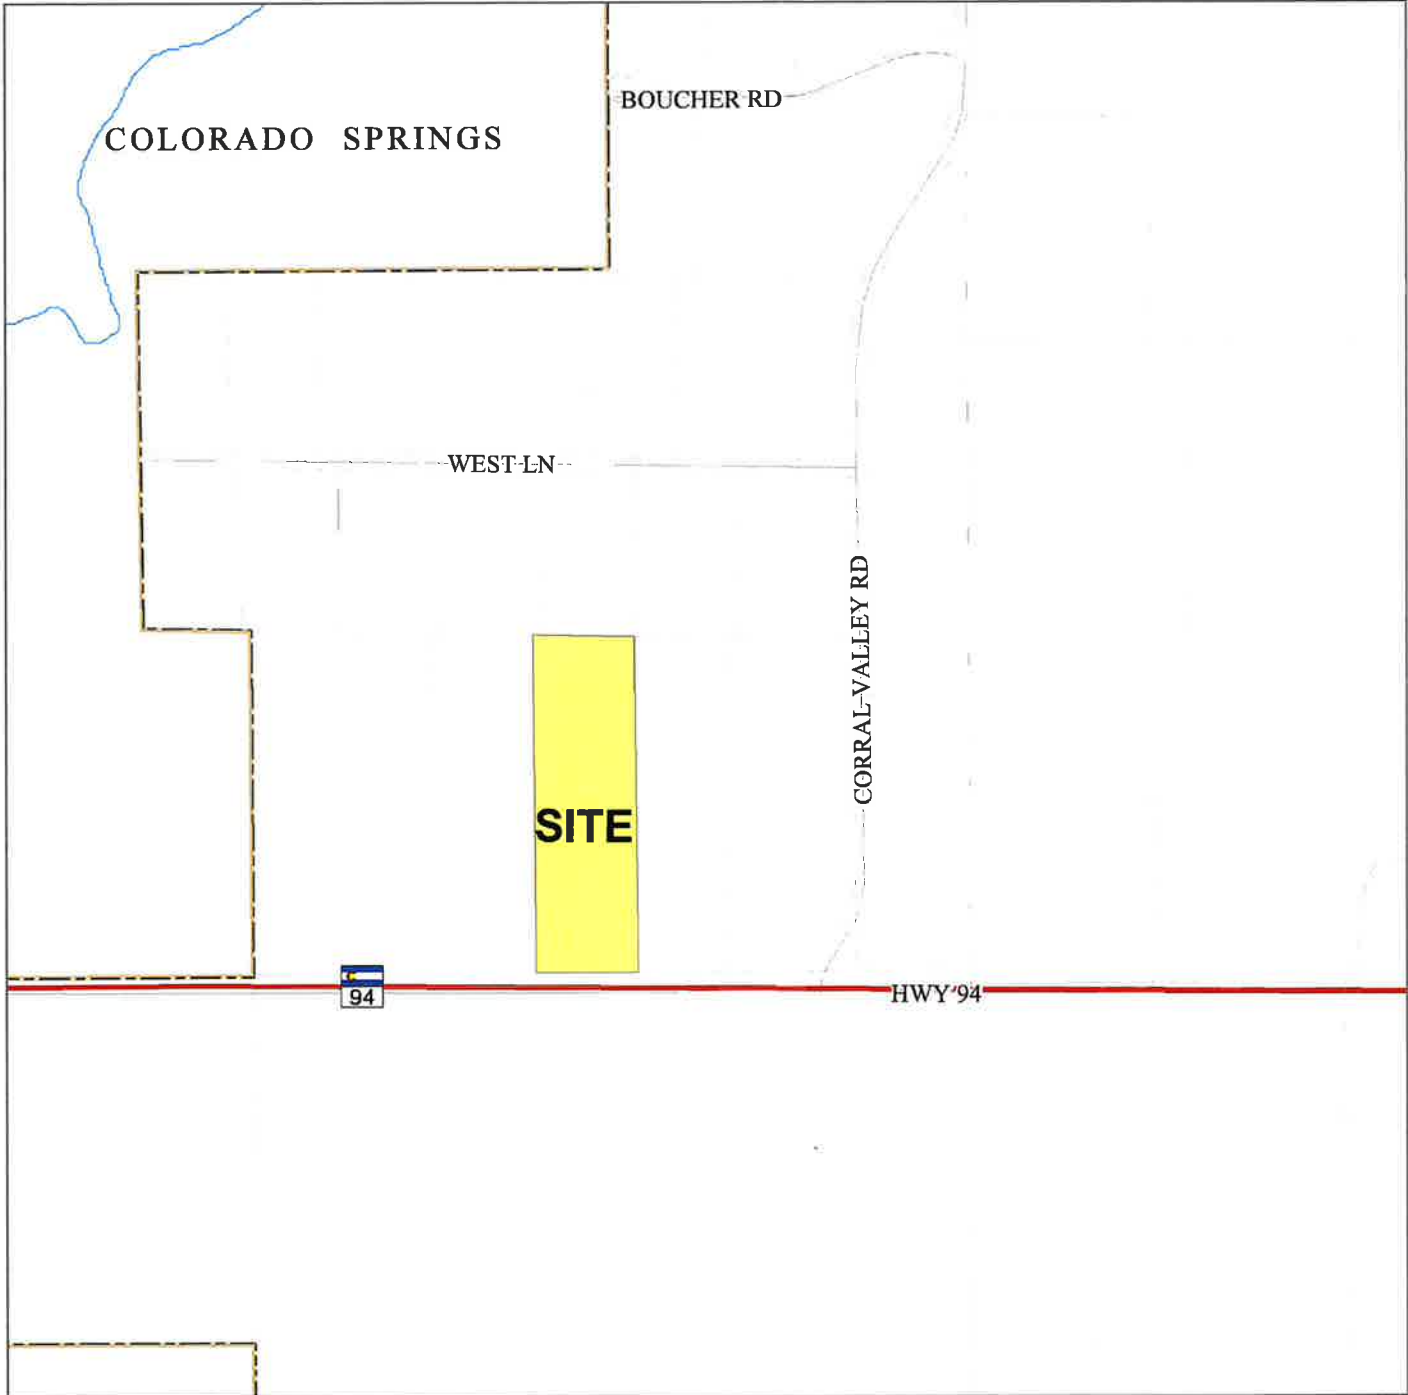 BOUCHER RD
COLORADO SPRINGS
WEST LN
CORRAL VALLEY RD
SITE
94
HWY 94